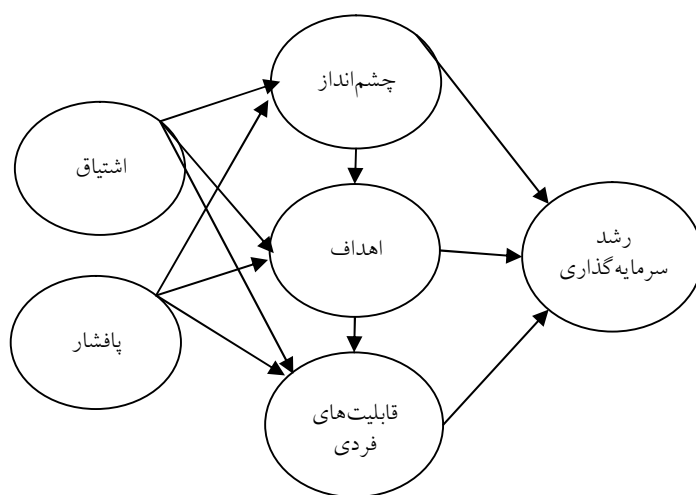 چشم‌انداز
اشتیاق
اهداف
رشد
سرمایه‌گذاری
پافشار
قابلیت‌های
فردی